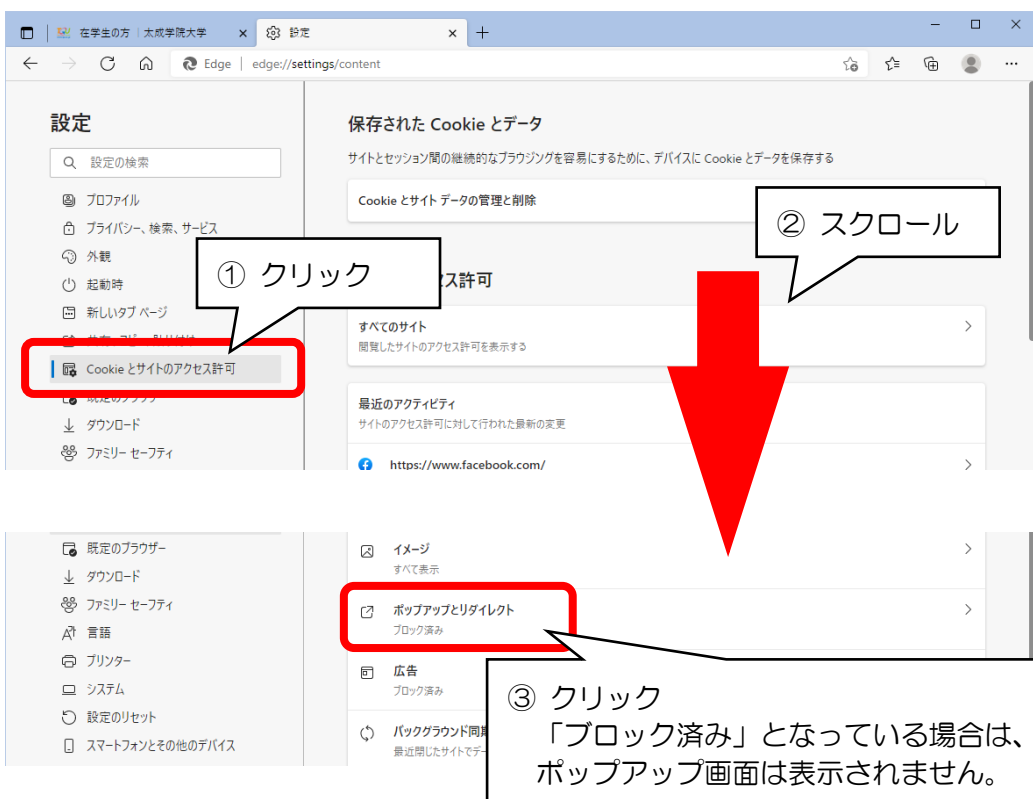 在学生の方 | 太成学院大学
設定
Edge | edge://settings/content
設定
設定の検索
プロファイル
プライバシー、検索、サービス
外観
起動時
新しいタブ ページ
Cookie とサイトのアクセス許可
ダウンロード
ファミリー セーフティ
① クリック
保存された Cookie とデータ
サイトとセッション間の継続的なブラウジングを容易にするために、デバイスに Cookie とデータを保存する
Cookie とサイト データの管理と削除
② スクロール
セス許可
すべてのサイト
閲覧したサイトのアクセス許可を表示する
最近のアクティビティ
サイトのアクセス許可に対して行われた最新の変更
https://www.facebook.com/
既定のブラウザー
ダウンロード
ファミリー セーフティ
言語
プリンター
システム
設定のリセット
スマートフォンとその他のデバイス
イメージ
すべて表示
ポップアップとリダイレクト
ブロック済み
広告
ブロック済み
バックグラウンド同期
最近閉じたサイトでデー
③ クリック
「ブロック済み」となっている場合は、
ポップアップ画面は表示されません。